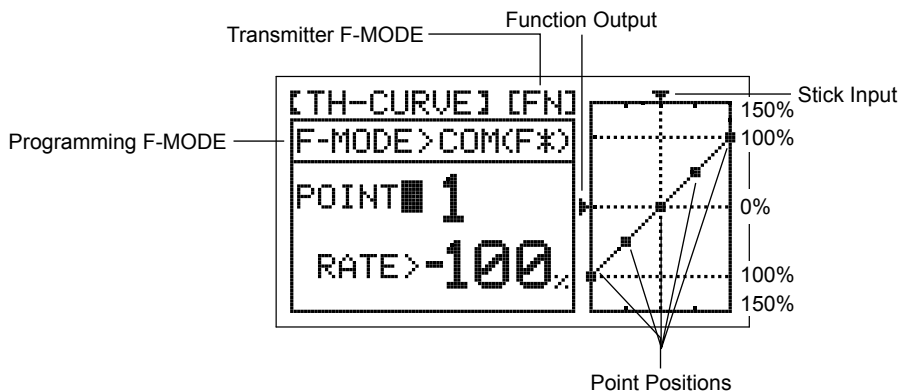 Function Output
Transmitter F-MODE
Stick Input
[TH-CURVE] [FN]
150%
Programming F-MODE
F-MODE>COM(F*)
100%
POINT■ 1
0%
RATE>-100%
100%
150%
Point Positions